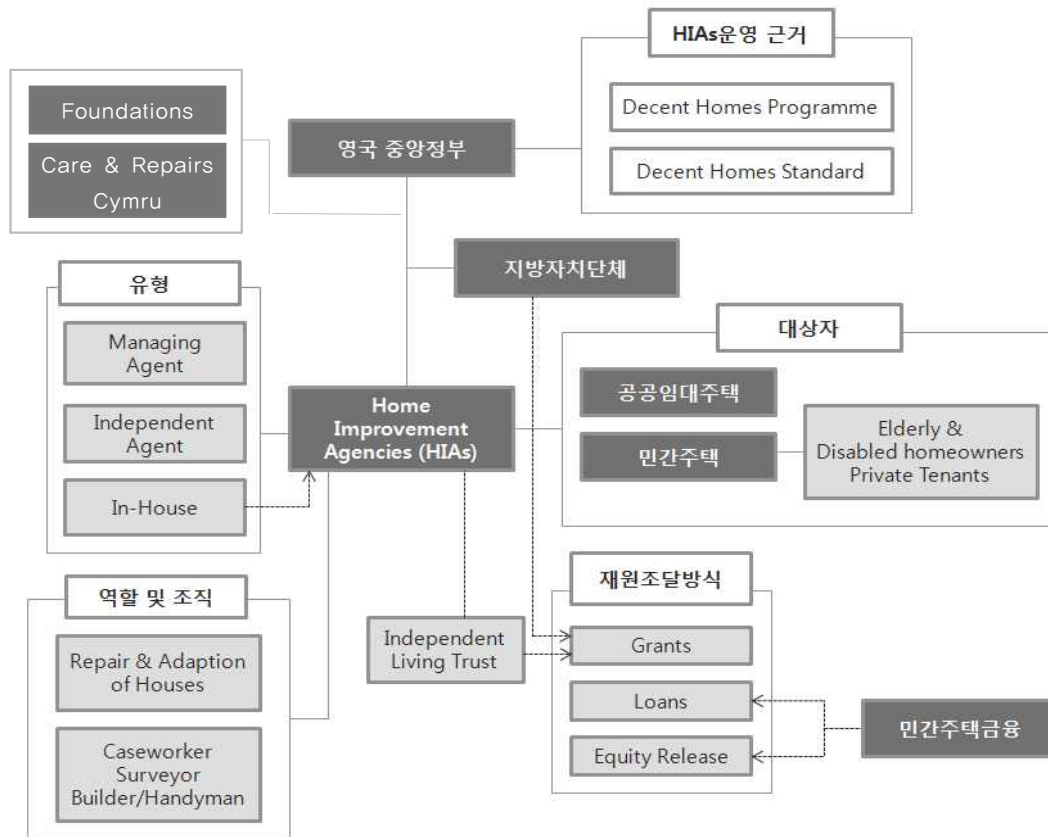 HIAs운영 근거
Decent Homes Programme
Decent Homes Standard
Foundations
Care & Repairs
Cymru
영국 중앙정부
지방자치단체
유형
Managing
Agent
Independent
Agent
In-House
Home
Improvement
Agencies (HIAs)
대상자
공공임대주택
민간주택
Elderly &
Disabled homeowners
Private Tenants
역할 및 조직
Repair & Adaption
of Houses
Caseworker
Surveyor
Builder/Handyman
Independent
Living Trust
재원조달방식
Grants
Loans
Equity Release
민간주택금융